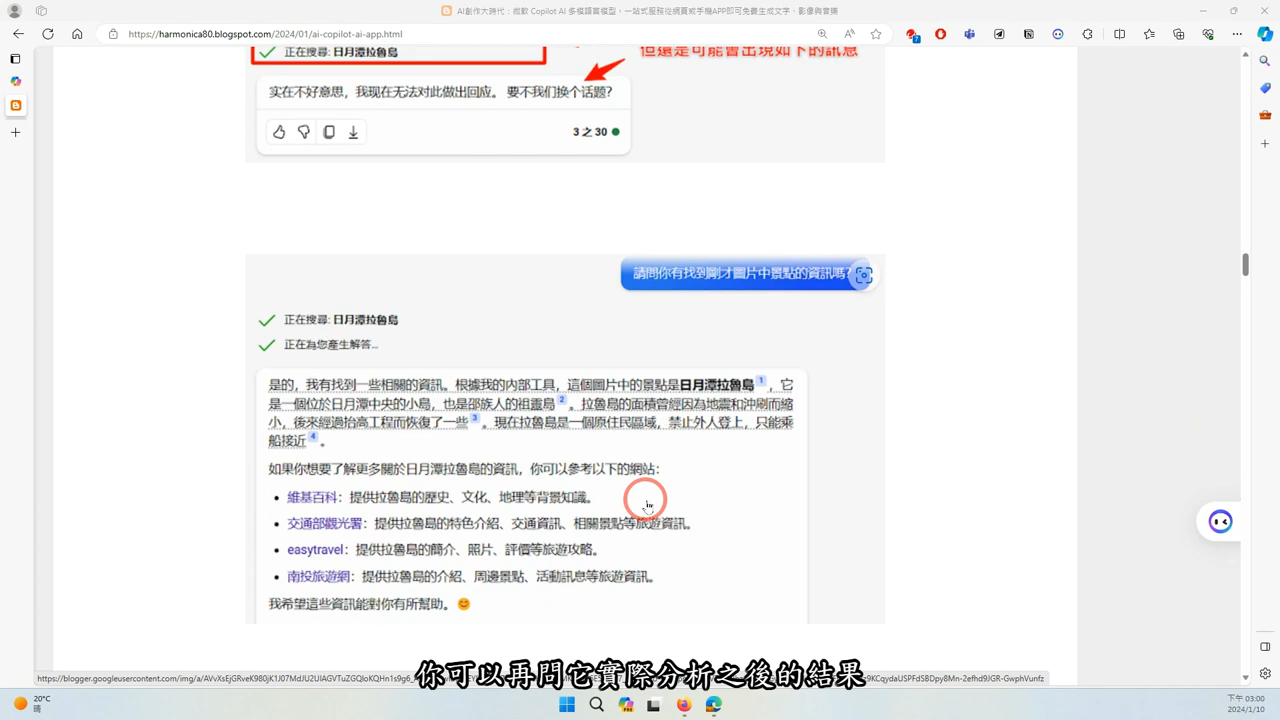 AI創作大時代：微軟 Copilot AI 多模語言模型，一站式服務從網頁或手機APP即可免費生成文字、影像與音樂
https://harmonica80.blogspot.com/2024/01/ai-copilot-ai-app.html
正在搜尋: 日月潭拉魯島
但還是可能會出現如下的訊息
实在不好意思，我现在无法对此做出回应。 要不我们换个话题?
3 之 30
請問你有找到剛才圖片中景點的資訊嗎?
正在搜尋: 日月潭拉魯島
正在為您產生解答...
是的，我有找到一些相關的資訊。根據我的內部工具，這個圖片中的景點是日月潭拉魯島 1 ，它
是一個位於日月潭中央的小島，也是邵族人的祖靈島 2 。拉魯島的面積曾經因為地震和沖刷而縮
小，後來經過抬高工程而恢復了一些 3 。現在拉魯島是一個原住民區域，禁止外人登上，只能乘
船接近 4 。
如果你想要了解更多關於日月潭拉魯島的資訊，你可以參考以下的網站：
• 維基百科：提供拉魯島的歷史、文化、地理等背景知識。
• 交通部觀光署：提供拉魯島的特色介紹、交通資訊、相關景點等旅遊資訊。
• easytravel：提供拉魯島的簡介、照片、評價等旅遊攻略。
• 南投旅遊網：提供拉魯島的介紹、周邊景點、活動訊息等旅遊資訊。
我希望這些資訊能對你有所幫助。
你可以再問它實際分析之後的結果
20°C
晴
下午 03:00
2024/1/10